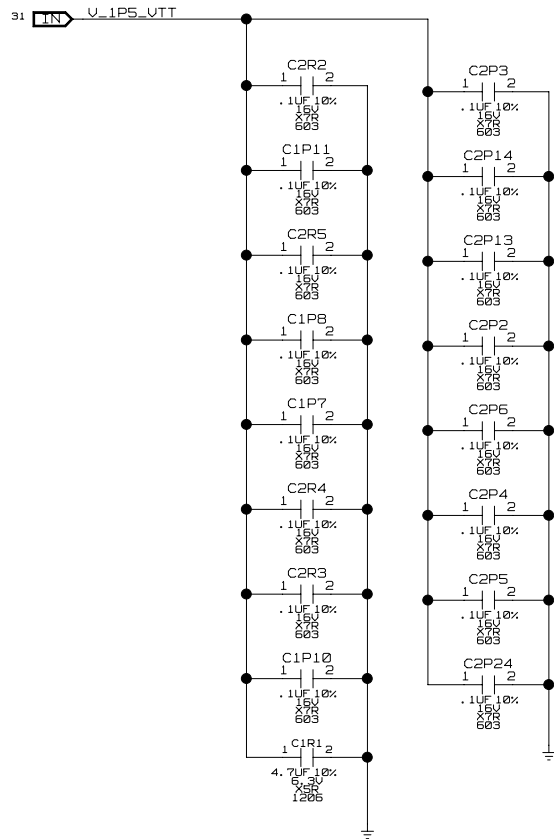 31 IN V_1P5_VTT
C2R2
1 2
.1UF 10%
16V
X7R
603
C1P11
1 2
.1UF 10%
16V
X7R
603
C2R5
1 2
.1UF 10%
16V
X7R
603
C1P8
1 2
.1UF 10%
16V
X7R
603
C1P7
1 2
.1UF 10%
16V
X7R
603
C2R4
1 2
.1UF 10%
16V
X7R
603
C2R3
1 2
.1UF 10%
16V
X7R
603
C1P10
1 2
.1UF 10%
16V
X7R
603
C1R1
1 2
4.7UF 10%
6.3V
X5R
1206
C2P3
1 2
.1UF 10%
16V
X7R
603
C2P14
1 2
.1UF 10%
16V
X7R
603
C2P13
1 2
.1UF 10%
16V
X7R
603
C2P2
1 2
.1UF 10%
16V
X7R
603
C2P6
1 2
.1UF 10%
16V
X7R
603
C2P4
1 2
.1UF 10%
16V
X7R
603
C2P5
1 2
.1UF 10%
16V
X7R
603
C2P24
1 2
.1UF 10%
16V
X7R
603